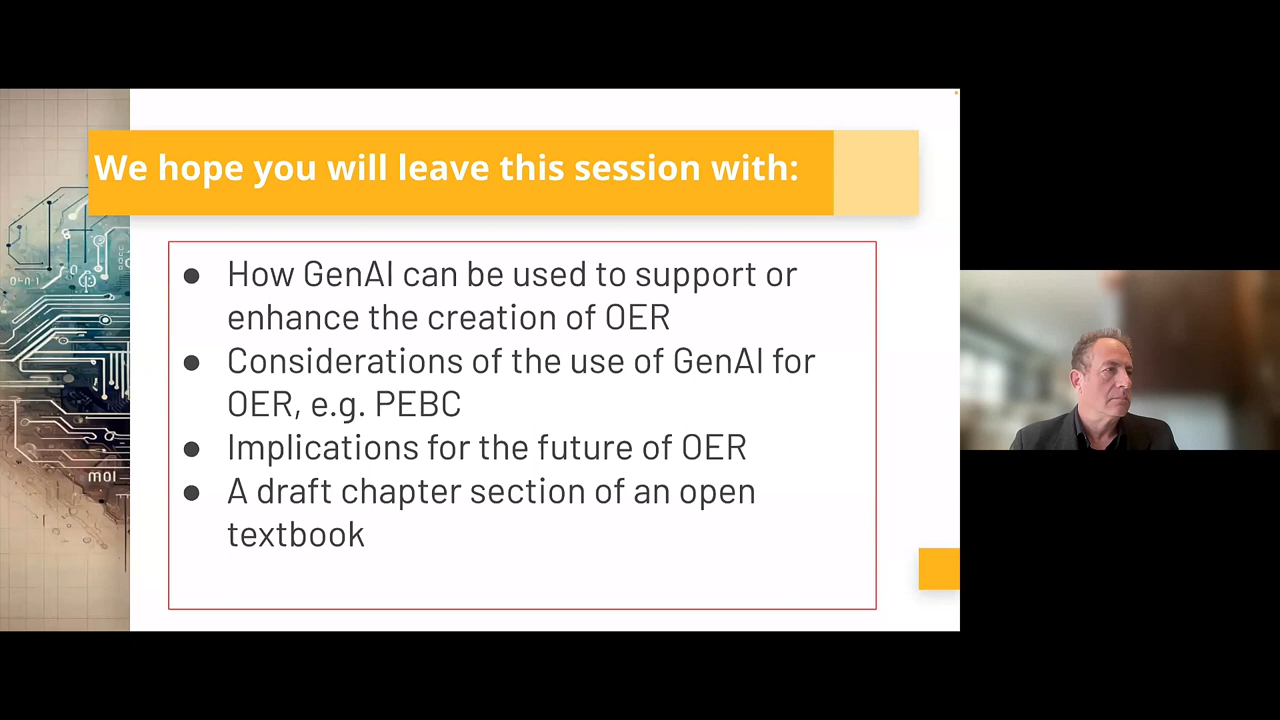 We hope you will leave this session with:
● How GenAI can be used to support or
enhance the creation of OER
● Considerations of the use of GenAI for
OER, e.g. PEBC
● Implications for the future of OER
● A draft chapter section of an open
textbook
moı